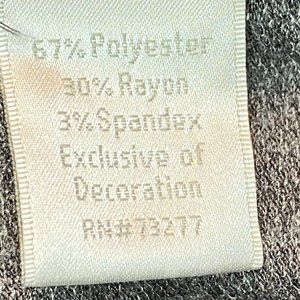 67% Polyester
30% Rayon
3% Spandex
Exclusive of
Decoration
RN#73277